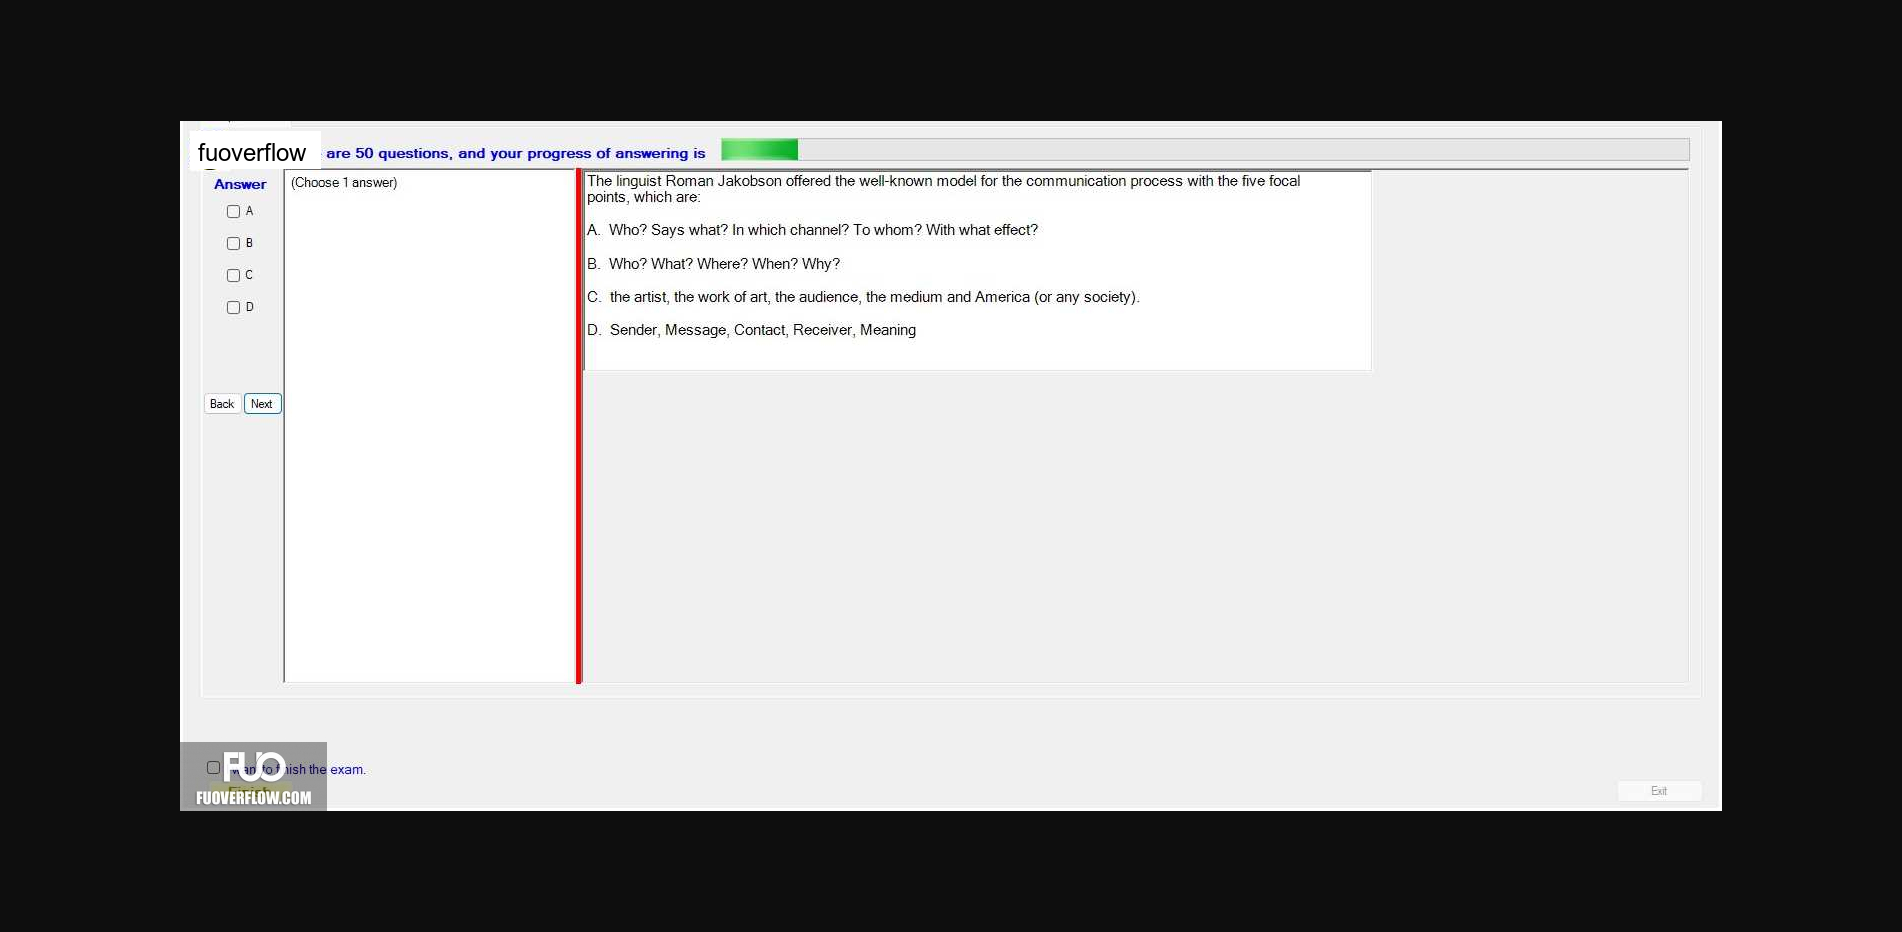 fuoverflow are 50 questions, and your progress of answering is
Answer
(Choose 1 answer)
A
B
C
D
Back Next
The linguist Roman Jakobson offered the well-known model for the communication process with the five focal
points, which are:
A. Who? Says what? In which channel? To whom? With what effect?
B. Who? What? Where? When? Why?
C. the artist, the work of art, the audience, the medium and America (or any society).
D. Sender, Message, Contact, Receiver, Meaning
want to finish the exam.
FUO
Finish
FUOVERFLOW.COM
Exit